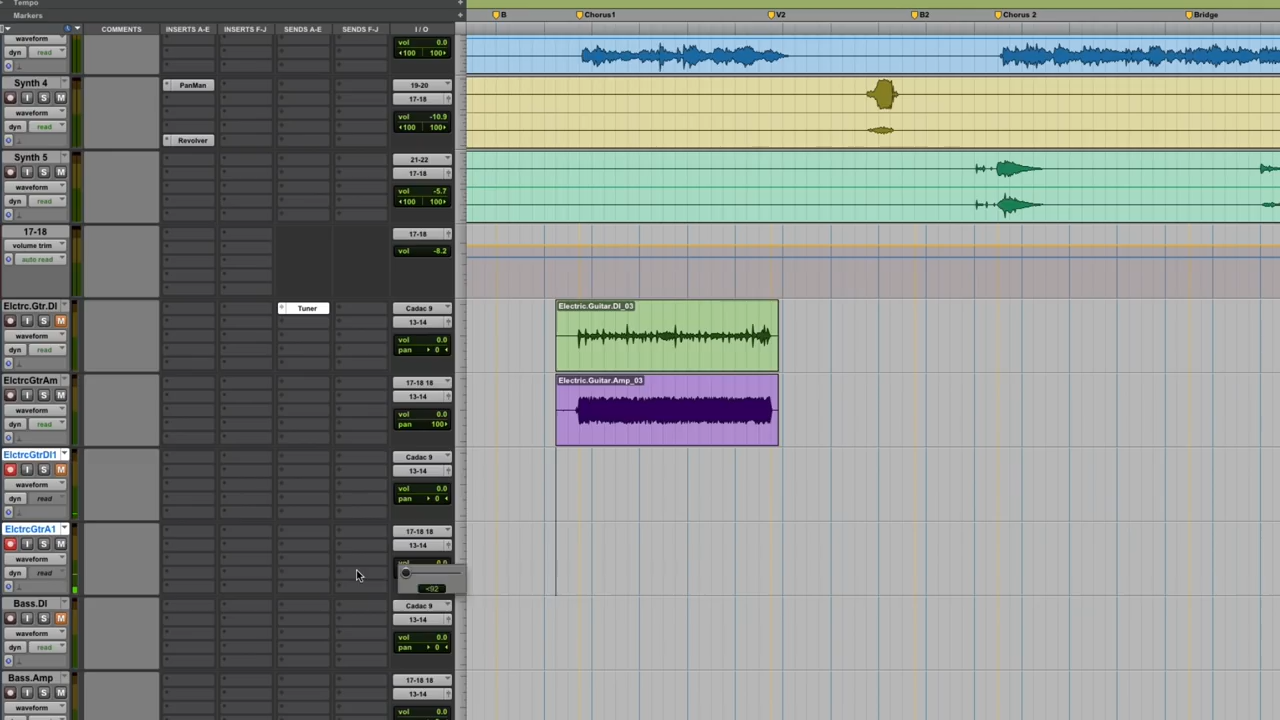 Tempo
Markers
B
Chorus1
V2
B2
Chorus 2
Bridge
COMMENTS
INSERTS A-E
INSERTS F-J
SENDS A-E
SENDS F-J
I / O
waveform
dyn
read
vol 0.0
100 100
Synth 4
I S M
waveform
dyn read
PanMan
Revolver
19-20
17-18
vol -10.9
100 100
Synth 5
I S M
waveform
dyn read
21-22
17-18
vol -5.7
100 100
17-18
volume trim
auto read
17-18
vol -8.2
Elctrc.Gtr.DI
I S M
waveform
dyn read
Tuner
Cadac 9
13-14
vol 0.0
pan 0
Electric.Guitar.DI_03
ElctrcGtrAm
I S M
waveform
dyn read
17-18 18
13-14
vol 0.0
pan 100
Electric.Guitar.Amp_03
ElctrcGtrDI1
I S M
waveform
dyn read
Cadac 9
13-14
vol 0.0
pan 0
ElctrcGtrA1
I S M
waveform
dyn read
17-18 18
13-14
vol 0.0
<92
Bass.DI
I S M
waveform
dyn read
Cadac 9
13-14
vol 0.0
pan 0
Bass.Amp
I S M
waveform
17-18 18
13-14
vol 0.0